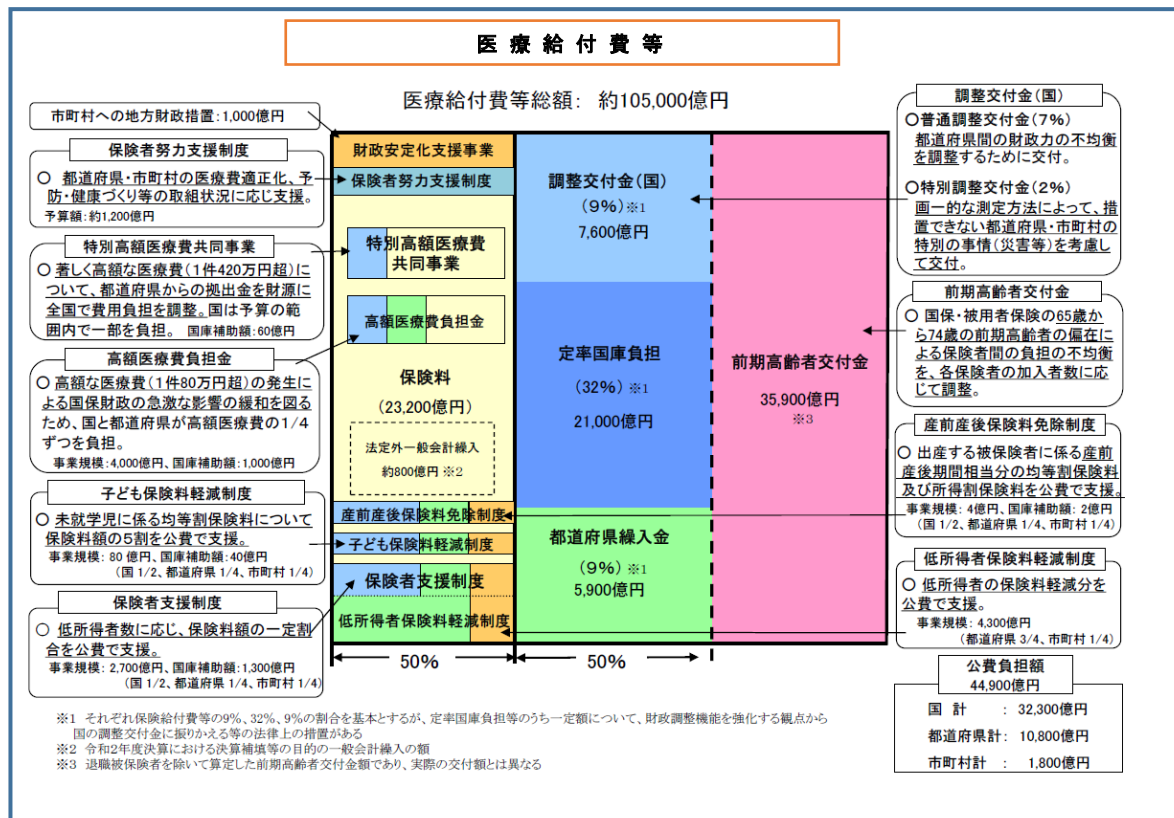 医療給付費等
医療給付費等総額： 約105,000億円
市町村への地方財政措置：1,000億円
保険者努力支援制度
○ 都道府県・市町村の医療費適正化、予
防・健康づくり等の取組状況に応じ支援。
予算額：約1,200億円
特別高額医療費共同事業
○ 著しく高額な医療費（1件420万円超）に
ついて、都道府県からの拠出金を財源に
全国で費用負担を調整。国は予算の範
囲内で一部を負担。 国庫補助額：60億円
高額医療費負担金
○ 高額な医療費（1件80万円超）の発生によ
る国保財政の急激な影響の緩和を図る
ため、国と都道府県が高額医療費の1/4
ずつを負担。
事業規模：4,000億円、国庫補助額：1,000億円
子ども保険料軽減制度
○ 未就学児に係る均等割保険料について
保険料額の5割を公費で支援。
事業規模：80 億円、国庫補助額：40億円
（国 1/2、都道府県 1/4、市町村 1/4）
保険者支援制度
○ 低所得者数に応じ、保険料額の一定割
合を公費で支援。
事業規模：2,700億円、国庫補助額：1,300億円
（国 1/2、都道府県 1/4、市町村 1/4）
財政安定化支援事業
保険者努力支援制度
特別高額医療費
共同事業
高額医療費負担金
保険料
（23,200億円）
法定外一般会計繰入
約800億円 ※2
産前産後保険料免除制度
子ども保険料軽減制度
保険者支援制度
低所得者保険料軽減制度
50%
調整交付金（国）
（9%） ※1
7,600億円
定率国庫負担
（32%） ※1
21,000億円
都道府県繰入金
（9%） ※1
5,900億円
50%
前期高齢者交付金
35,900億円
※3
調整交付金（国）
○普通調整交付金（7%）
都道府県間の財政力の不均衡
を調整するために交付。
○特別調整交付金（2%）
画一的な測定方法によって、措
置できない都道府県・市町村の
特別の事情（災害等）を考慮し
て交付。
前期高齢者交付金
○ 国保・被用者保険の65歳か
ら74歳の前期高齢者の偏在に
よる保険者間の負担の不均衡
を、各保険者の加入者数に応
じて調整。
産前産後保険料免除制度
○ 出産する被保険者に係る産前
産後期間相当分の均等割保険料
及び所得割保険料を公費で支援。
事業規模：4億円、国庫補助額：2億円
（国 1/2、都道府県 1/4、市町村 1/4）
低所得者保険料軽減制度
○ 低所得者の保険料軽減分を
公費で支援。
事業規模：4,300億円
（都道府県 3/4、市町村 1/4）
公費負担額
44,900億円
国 計 ： 32,300億円
都道府県計： 10,800億円
市町村計 ： 1,800億円
※1 それぞれ保険給付費等の9％、32％、9％の割合を基本とするが、定率国庫負担等のうち一定額について、財政調整機能を強化する観点から
国の調整交付金に振りかえる等の法律上の措置がある
※2 令和2年度決算における決算補填等の目的の一般会計繰入の額
※3 退職被保険者を除いて算定した前期高齢者交付金額であり、実際の交付額とは異なる